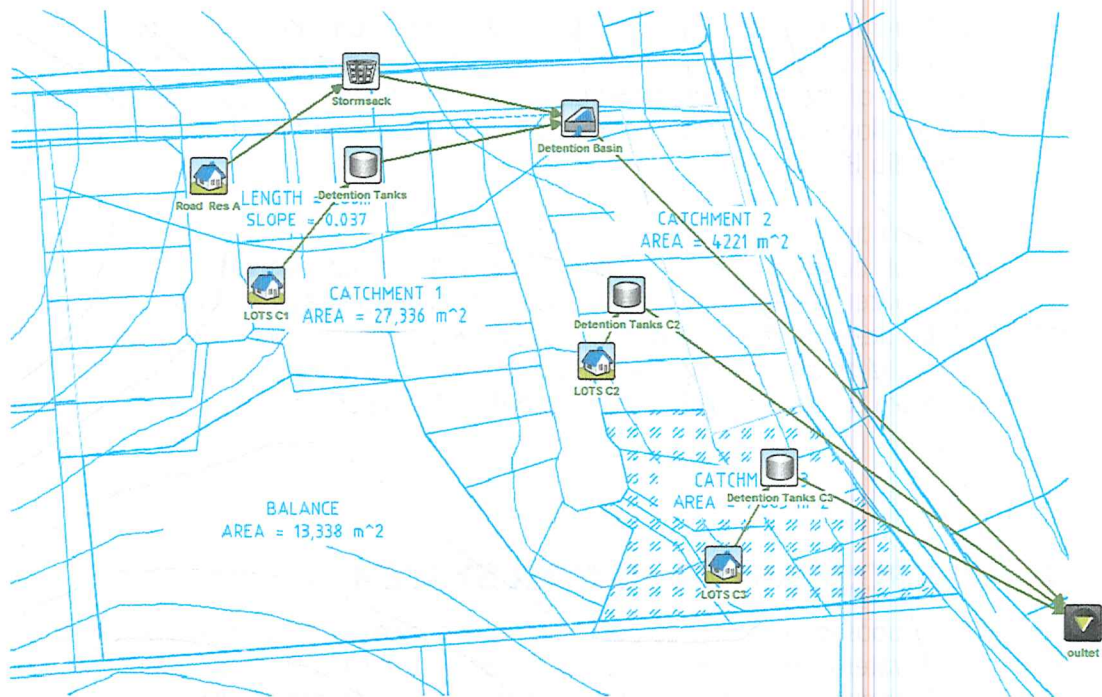 Stormsack
Detention Basin
Road Res A
Detention Tanks
LENGTH =
SLOPE = 0.037
CATCHMENT 2
AREA = 4221 m^2
LOTS C1
CATCHMENT 1
AREA = 27,336 m^2
Detention Tanks C2
LOTS C2
3
Detention Tanks C3
AREA =
LOTS C3
BALANCE
AREA = 13,338 m^2
oultet